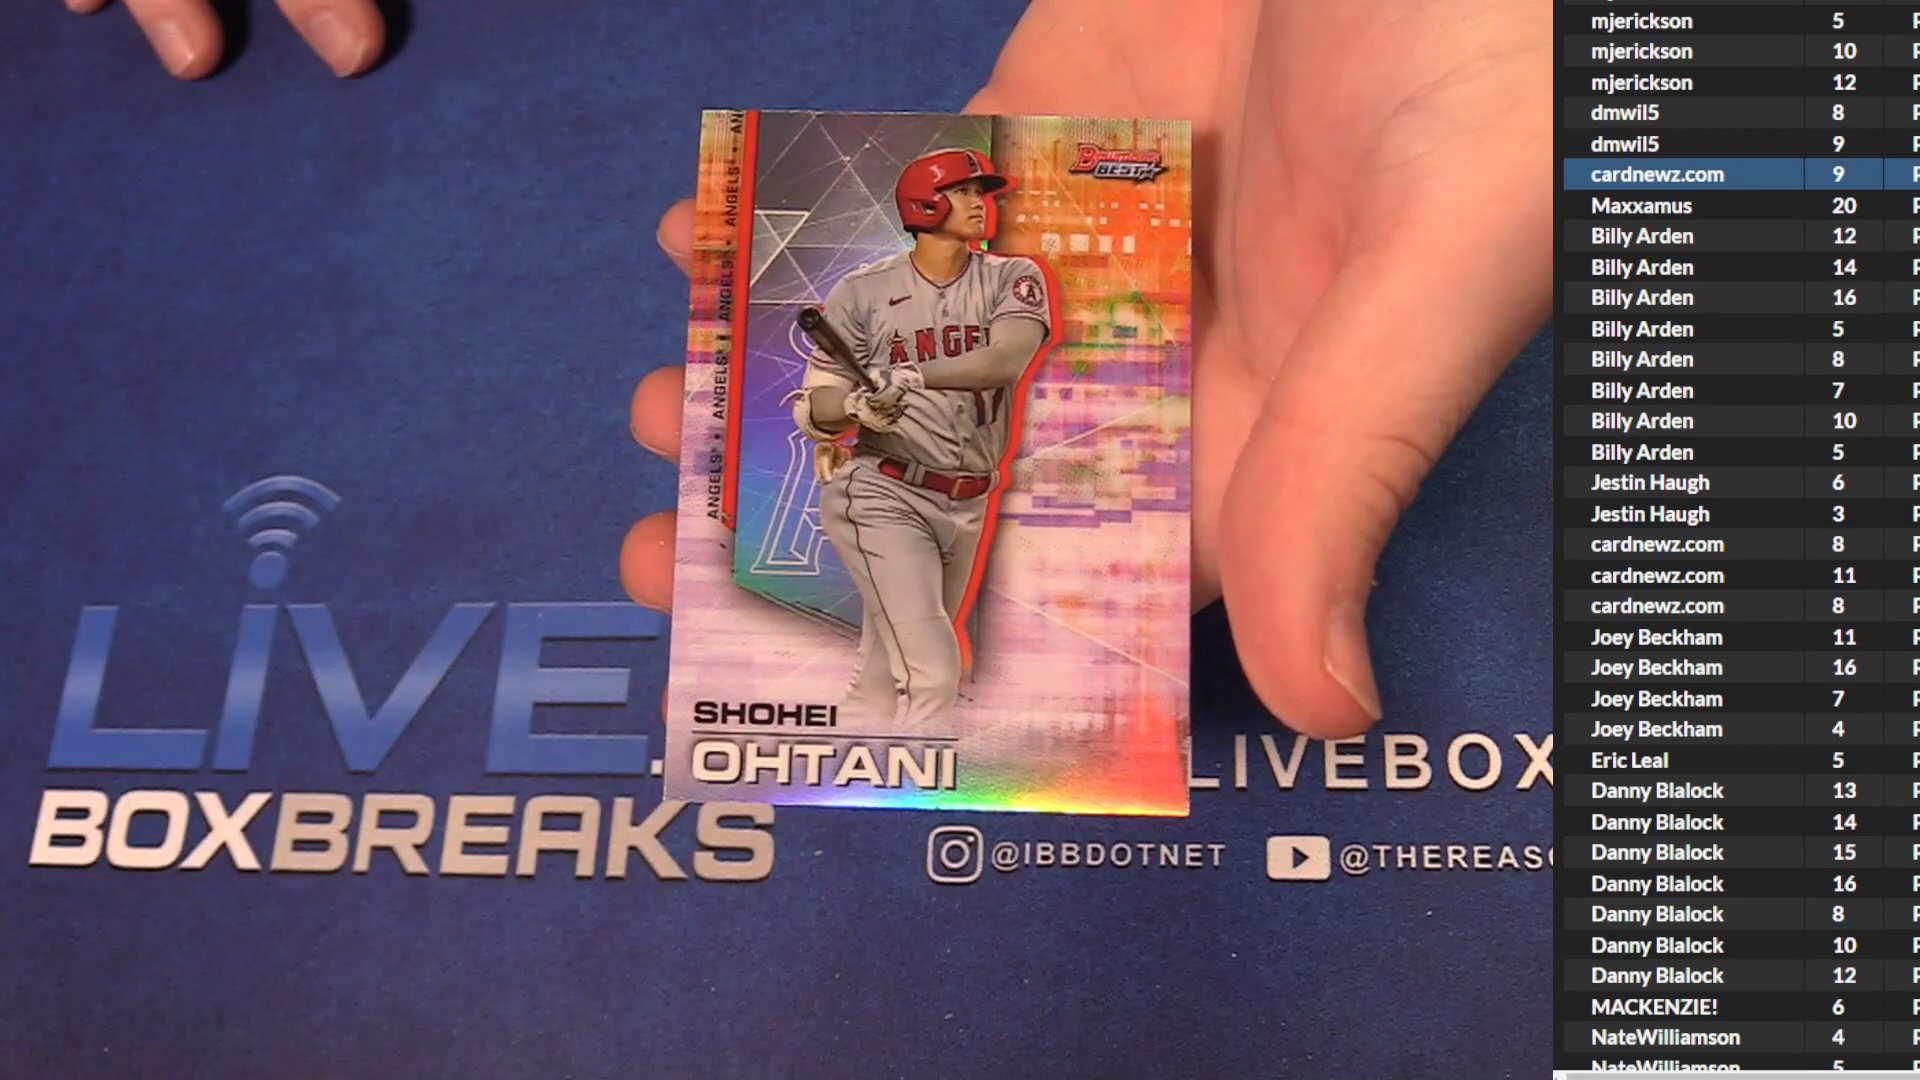 AN
ANGELS
ANGELS
ANGELS
ANGELS
Bowman's
BEST
ANGEL
17
SHOHEI
OHTANI
LIVE.
BOXBREAKS
LIVEBOX
@IBBDOTNET
@THEREAS
mjerickson 5
mjerickson 10
mjerickson 12
dmwil5 8
dmwil5 9
cardnewz.com 9
Maxxamus 20
Billy Arden 12
Billy Arden 14
Billy Arden 16
Billy Arden 5
Billy Arden 8
Billy Arden 7
Billy Arden 10
Billy Arden 5
Jestin Haugh 6
Jestin Haugh 3
cardnewz.com 8
cardnewz.com 11
cardnewz.com 8
Joey Beckham 11
Joey Beckham 16
Joey Beckham 7
Joey Beckham 4
Eric Leal 5
Danny Blalock 13
Danny Blalock 14
Danny Blalock 15
Danny Blalock 16
Danny Blalock 8
Danny Blalock 10
Danny Blalock 12
MACKENZIE! 6
NateWilliamson 4
NateWilliamson 5